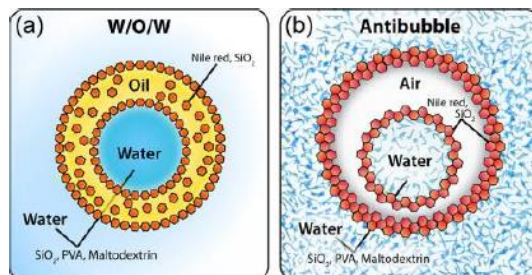 (a)
W/O/W
Nile red, SiO₂
Oil
Water
Water
SiO₂, PVA, Maltodextrin
(b)
Antibubble
Air
Nile red,
SiO₂
Water
Water
SiO₂, PVA, Maltodextrin